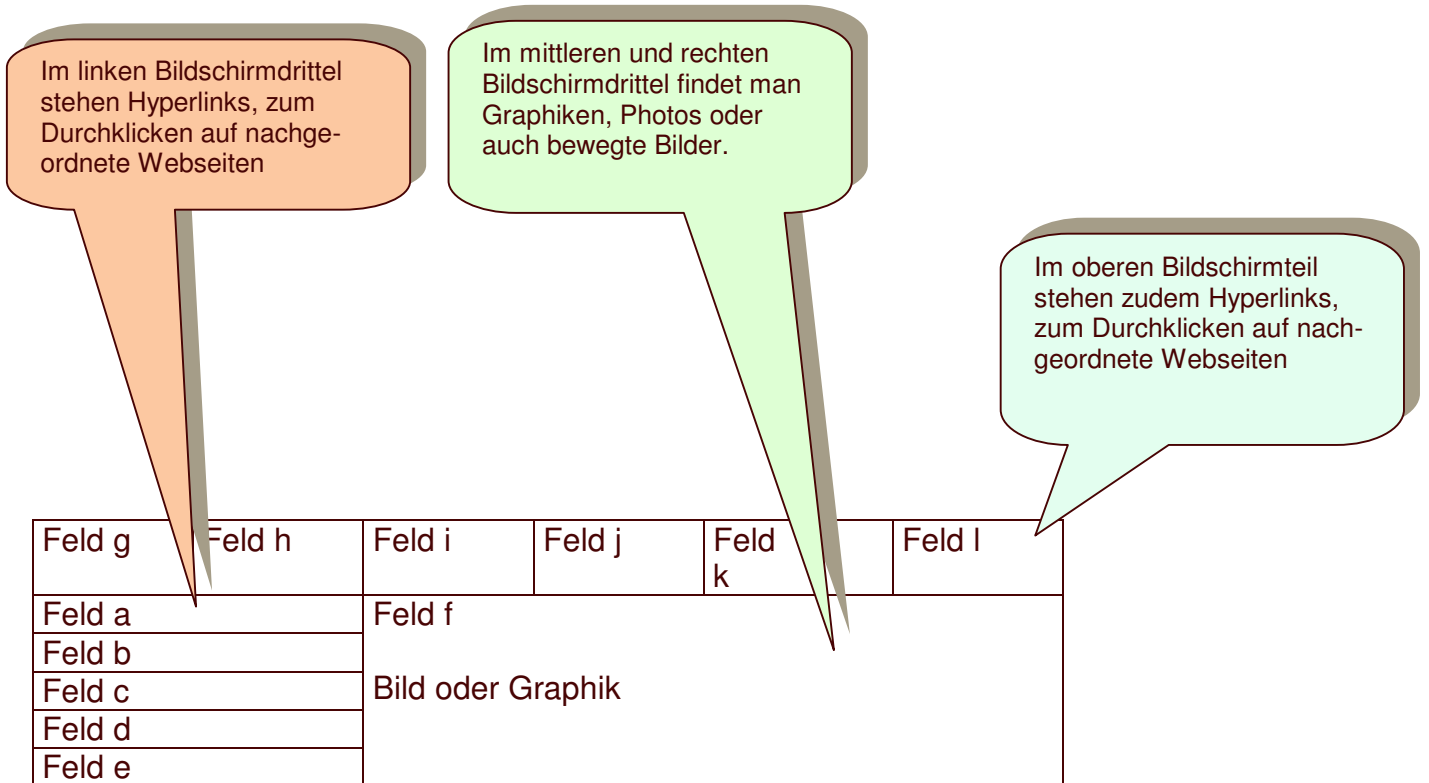 Im linken Bildschirmdrittel
stehen Hyperlinks, zum
Durchklicken auf nachge-
ordnete Webseiten
Im mittleren und rechten
Bildschirmdrittel findet man
Graphiken, Photos oder
auch bewegte Bilder.
Im oberen Bildschirmteil
stehen zudem Hyperlinks,
zum Durchklicken auf nach-
geordnete Webseiten
Feld g Feld h Feld i Feld j Feld Feld l
k
Feld a Feld f
Feld b
Feld c Bild oder Graphik
Feld d
Feld e